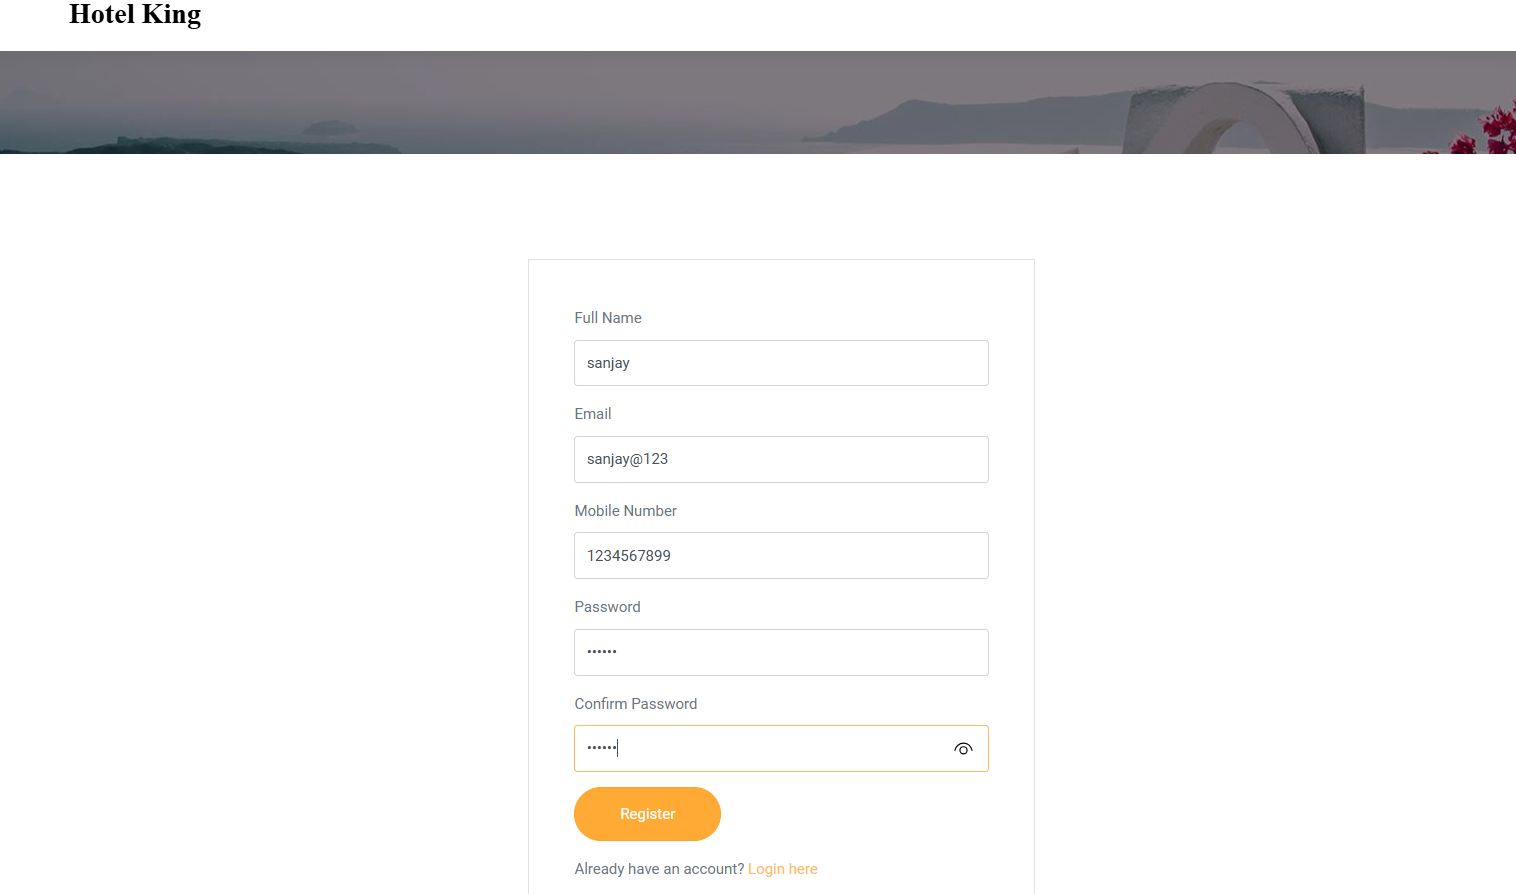 Hotel King
Full Name
sanjay
Email
sanjay@123
Mobile Number
1234567899
Password
••••••
Confirm Password
••••••
Register
Already have an account? Login here